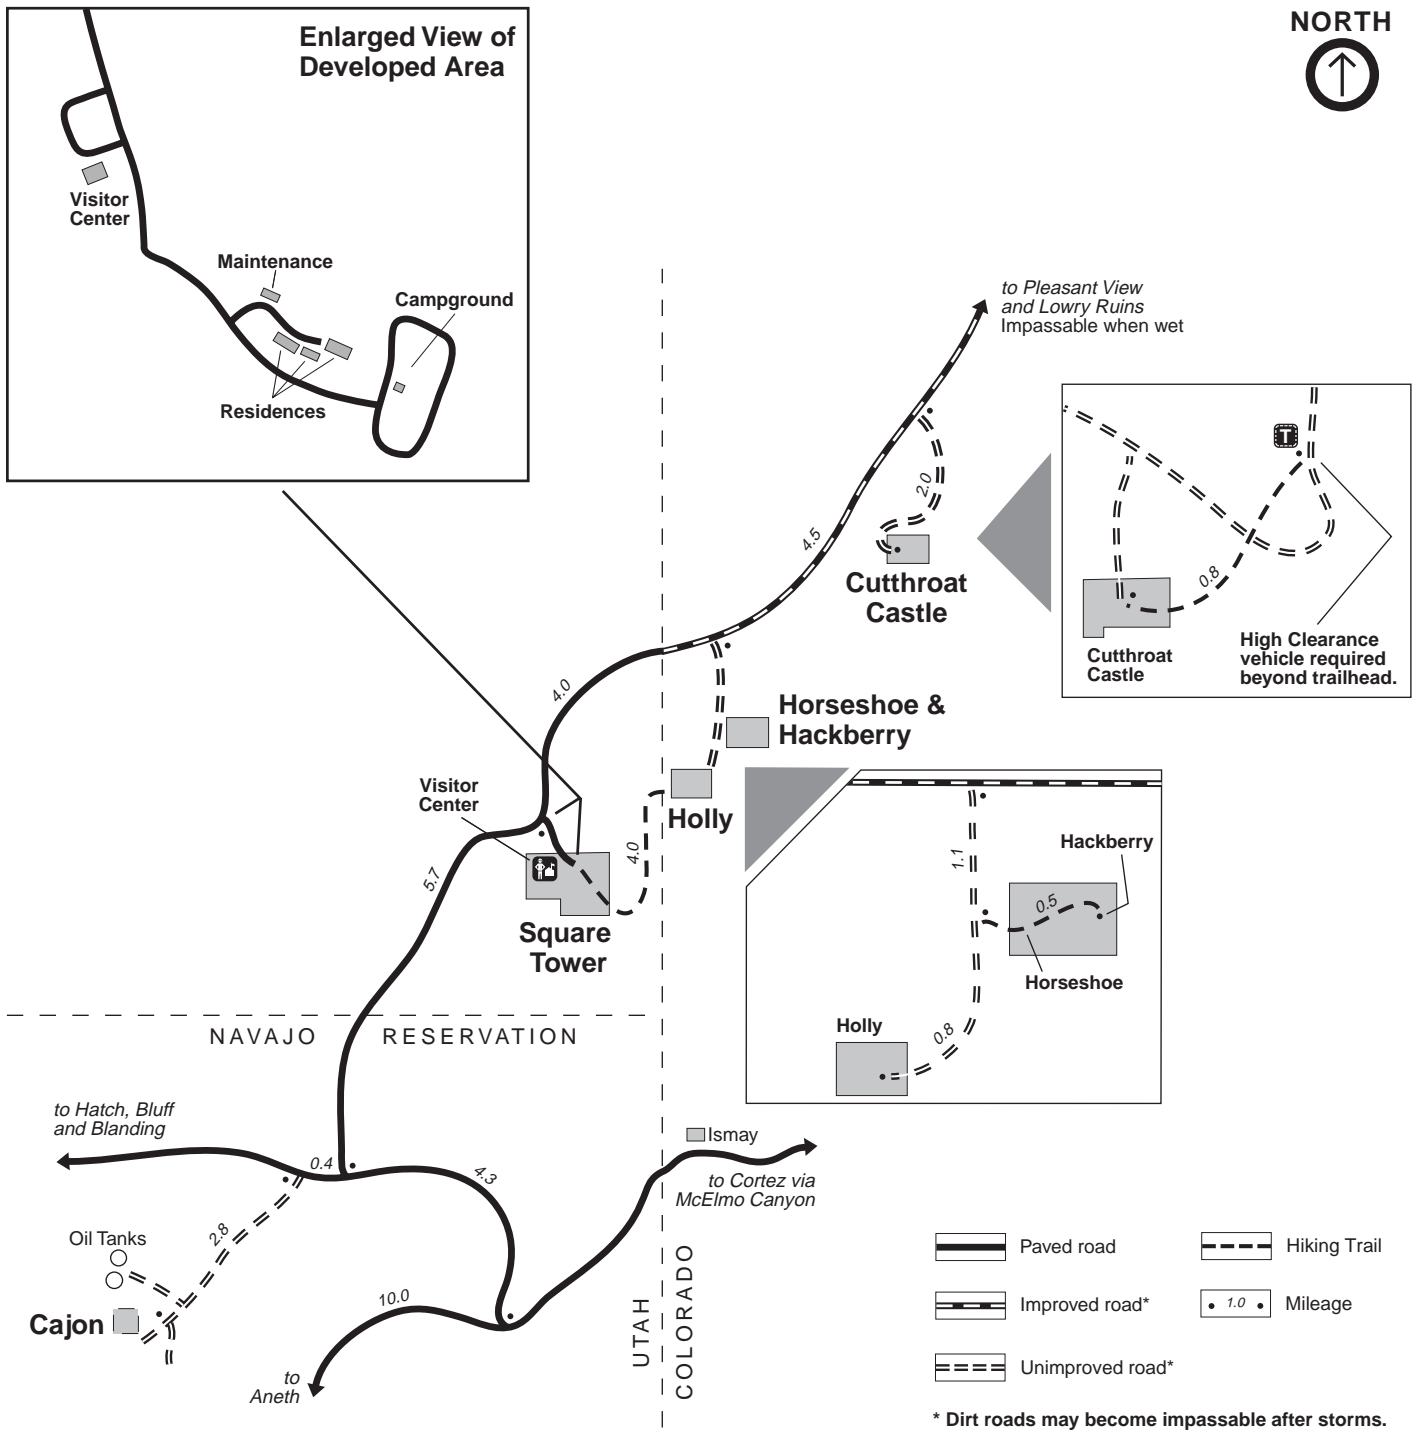 Enlarged View of
Developed Area
Visitor
Center
Maintenance
Campground
Residences
NORTH
to Pleasant View
and Lowry Ruins
Impassable when wet
2.0
4.5
Cutthroat
Castle
T
0.8
Cutthroat
Castle
High Clearance
vehicle required
beyond trailhead.
4.0
Horseshoe &
Hackberry
Visitor
Center
Holly
4.0
5.7
Square
Tower
1.1
Hackberry
0.5
Horseshoe
Holly
0.8
NAVAJO RESERVATION
to Hatch, Bluff
and Blanding
0.4
4.3
Ismay
to Cortez via
McElmo Canyon
2.8
Oil Tanks
Cajon
10.0
to
Aneth
UTAH
COLORADO
Paved road
Hiking Trail
Improved road*
1.0
Mileage
Unimproved road*
* Dirt roads may become impassable after storms.